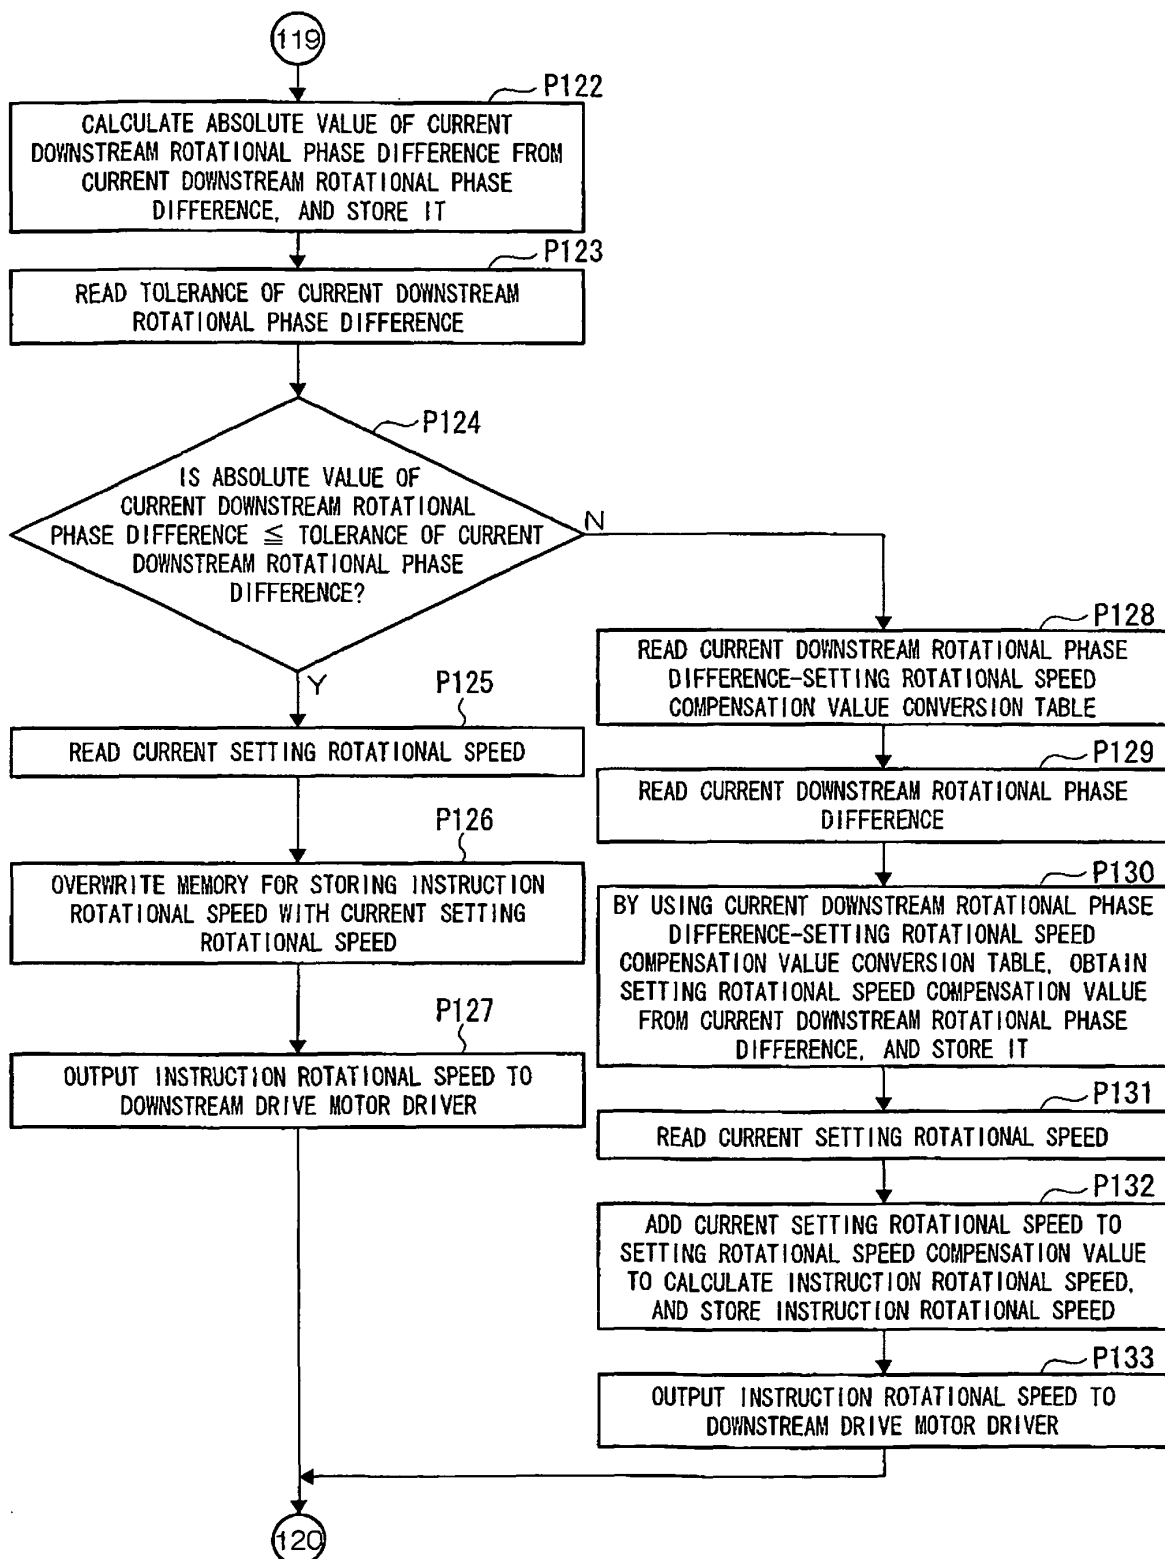 119
P122
CALCULATE ABSOLUTE VALUE OF CURRENT
DOWNSTREAM ROTATIONAL PHASE DIFFERENCE FROM
CURRENT DOWNSTREAM ROTATIONAL PHASE
DIFFERENCE, AND STORE IT
P123
READ TOLERANCE OF CURRENT DOWNSTREAM
ROTATIONAL PHASE DIFFERENCE
P124
IS ABSOLUTE VALUE OF
CURRENT DOWNSTREAM ROTATIONAL
PHASE DIFFERENCE ≦ TOLERANCE OF CURRENT
DOWNSTREAM ROTATIONAL PHASE
DIFFERENCE?
N
Y
P125
READ CURRENT SETTING ROTATIONAL SPEED
P126
OVERWRITE MEMORY FOR STORING INSTRUCTION
ROTATIONAL SPEED WITH CURRENT SETTING
ROTATIONAL SPEED
P127
OUTPUT INSTRUCTION ROTATIONAL SPEED TO
DOWNSTREAM DRIVE MOTOR DRIVER
P128
READ CURRENT DOWNSTREAM ROTATIONAL PHASE
DIFFERENCE-SETTING ROTATIONAL SPEED
COMPENSATION VALUE CONVERSION TABLE
P129
READ CURRENT DOWNSTREAM ROTATIONAL PHASE
DIFFERENCE
P130
BY USING CURRENT DOWNSTREAM ROTATIONAL PHASE
DIFFERENCE-SETTING ROTATIONAL SPEED
COMPENSATION VALUE CONVERSION TABLE, OBTAIN
SETTING ROTATIONAL SPEED COMPENSATION VALUE
FROM CURRENT DOWNSTREAM ROTATIONAL PHASE
DIFFERENCE, AND STORE IT
P131
READ CURRENT SETTING ROTATIONAL SPEED
P132
ADD CURRENT SETTING ROTATIONAL SPEED TO
SETTING ROTATIONAL SPEED COMPENSATION VALUE
TO CALCULATE INSTRUCTION ROTATIONAL SPEED,
AND STORE INSTRUCTION ROTATIONAL SPEED
P133
OUTPUT INSTRUCTION ROTATIONAL SPEED TO
DOWNSTREAM DRIVE MOTOR DRIVER
120